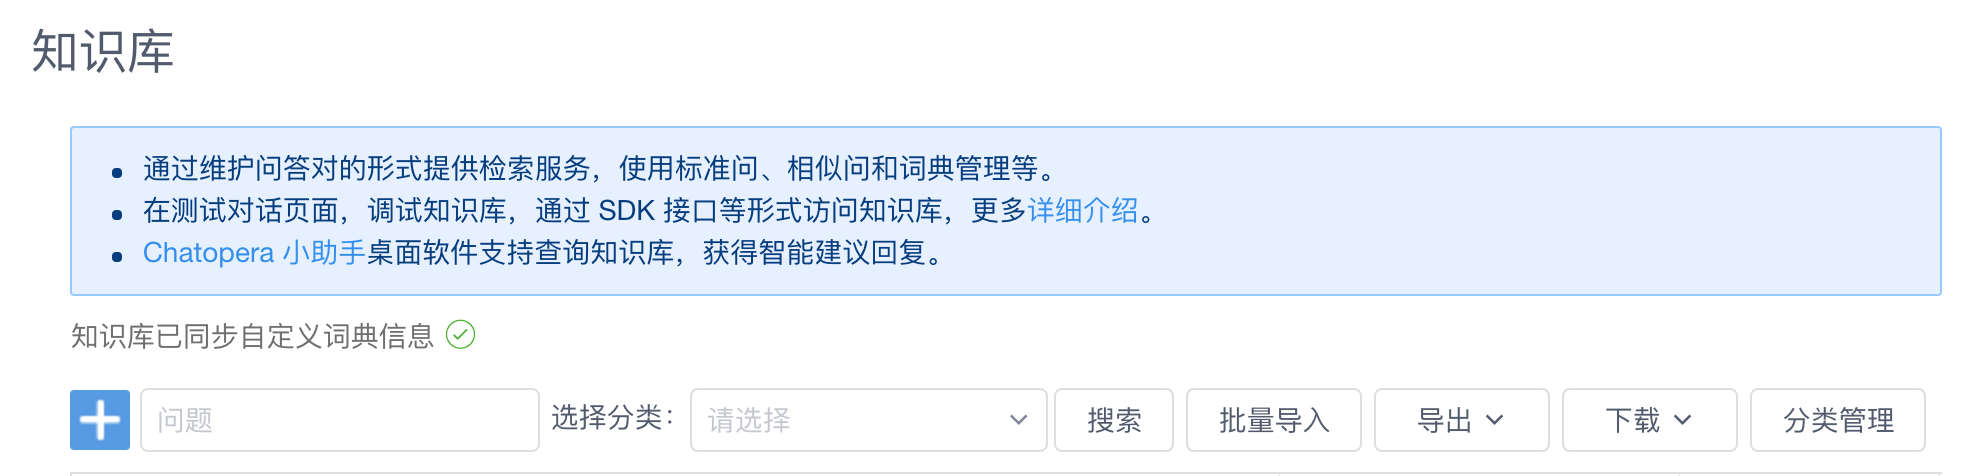 知识库
通过维护问答对的形式提供检索服务，使用标准问、相似问和词典管理等。
在测试对话页面，调试知识库，通过 SDK 接口等形式访问知识库，更多详细介绍。
Chatopera 小助手桌面软件支持查询知识库，获得智能建议回复。
知识库已同步自定义词典信息
问题 选择分类： 请选择 搜索 批量导入 导出 下载 分类管理